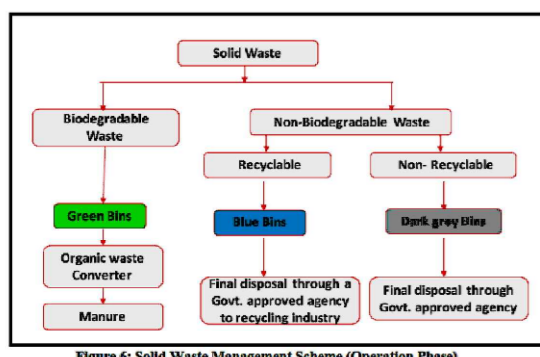 Solid Waste
Biodegradable
Waste
Non-Biodegradable Waste
Recyclable
Non- Recyclable
Green Bins
Blue Bins
Dark grey Bins
Organic waste
Converter
Final disposal through a
Govt. approved agency
to recycling industry
Final disposal through
Govt. approved agency
Manure
Figure 6: Solid Waste Management Scheme (Operation Phase)